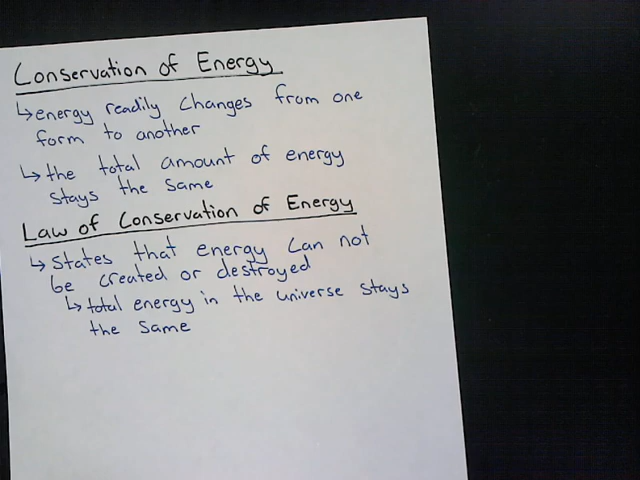 Conservation of Energy
↳ energy readily changes from one
form to another
↳ the total amount of energy
stays the same
Law of Conservation of Energy
↳ States that energy can not
be created or destroyed
↳ total energy in the universe stays
the same